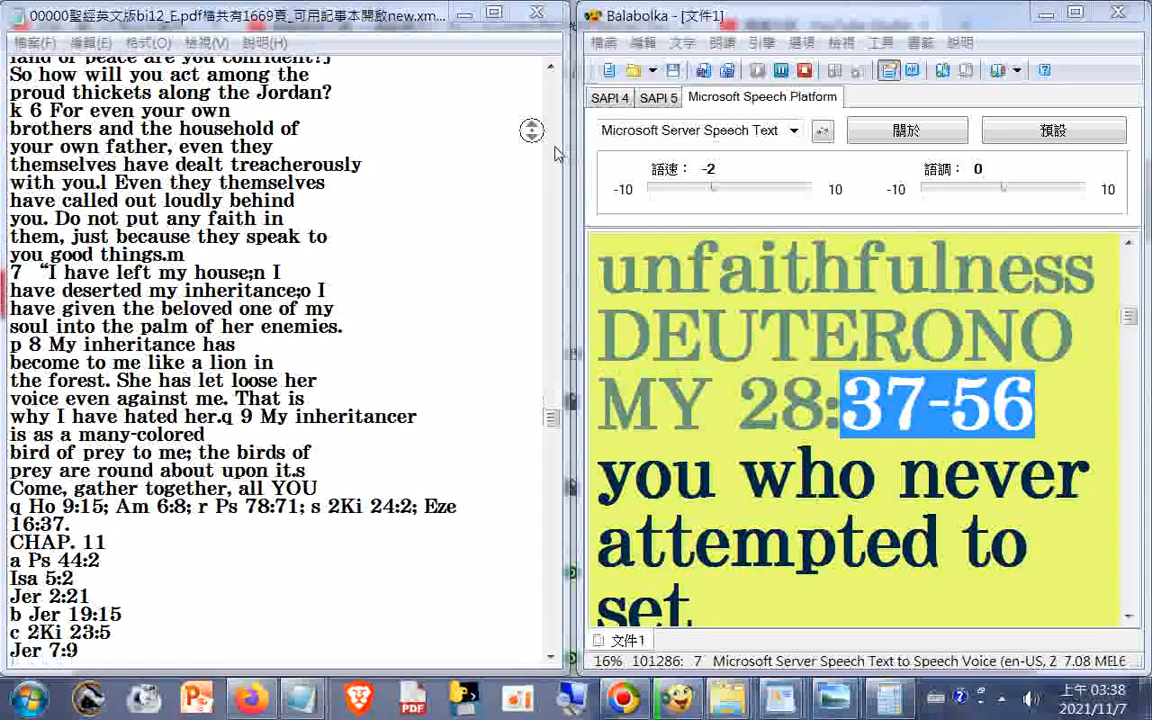 00000聖經英文版bi12_E.pdf檔共有1669頁_可用記事本開啟new.xm...
檔案(F) 編輯(E) 格式(O) 檢視(V) 說明(H)
land of peace are you confident?j
So how will you act among the
proud thickets along the Jordan?
k 6 For even your own
brothers and the household of
your own father, even they
themselves have dealt treacherously
with you.l Even they themselves
have called out loudly behind
you. Do not put any faith in
them, just because they speak to
you good things.m
7 “I have left my house;n I
have deserted my inheritance;o I
have given the beloved one of my
soul into the palm of her enemies.
p 8 My inheritance has
become to me like a lion in
the forest. She has let loose her
voice even against me. That is
why I have hated her.q 9 My inheritancer
is as a many-colored
bird of prey to me; the birds of
prey are round about upon it.s
Come, gather together, all YOU
q Ho 9:15; Am 6:8; r Ps 78:71; s 2Ki 24:2; Eze
16:37.
CHAP. 11
a Ps 44:2
Isa 5:2
Jer 2:21
b Jer 19:15
c 2Ki 23:5
Jer 7:9
Balabolka - [文件1]
檔案 編輯 文字 朗讀 引擎 選項 檢視 工具 書籤 說明
SAPI 4 SAPI 5 Microsoft Speech Platform
Microsoft Server Speech Text 關於 預設
語速： -2 語調： 0
-10 10 -10 10
unfaithfulness
DEUTERONO
MY 28:37-56
you who never
attempted to
set
文件1
16% 101286: 7 Microsoft Server Speech Text to Speech Voice (en-US, Z 7.08 MEL6
PDF
上午 03:38
2021/11/7